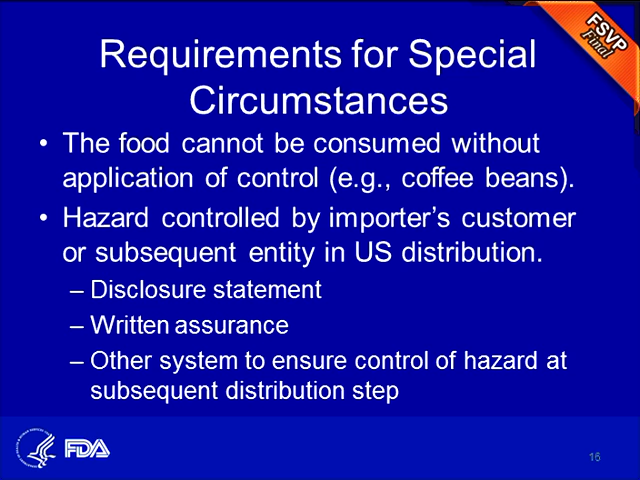 FSVP
Final
Requirements for Special
Circumstances
• The food cannot be consumed without
application of control (e.g., coffee beans).
• Hazard controlled by importer’s customer
or subsequent entity in US distribution.
– Disclosure statement
– Written assurance
– Other system to ensure control of hazard at
subsequent distribution step
FDA
16